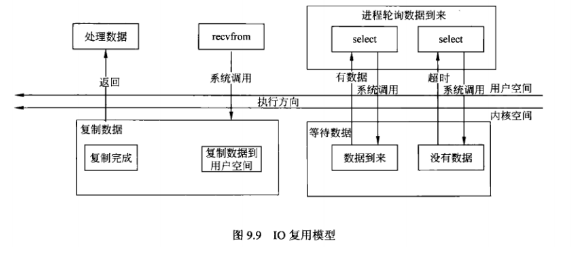 进程轮询数据到来
处理数据
recvfrom
select
select
返回
系统调用
有数据
系统调用
超时
系统调用
用户空间
执行方向
内核空间
复制数据
等待数据
复制完成
复制数据到
用户空间
数据到来
没有数据
图 9.9 IO 复用模型